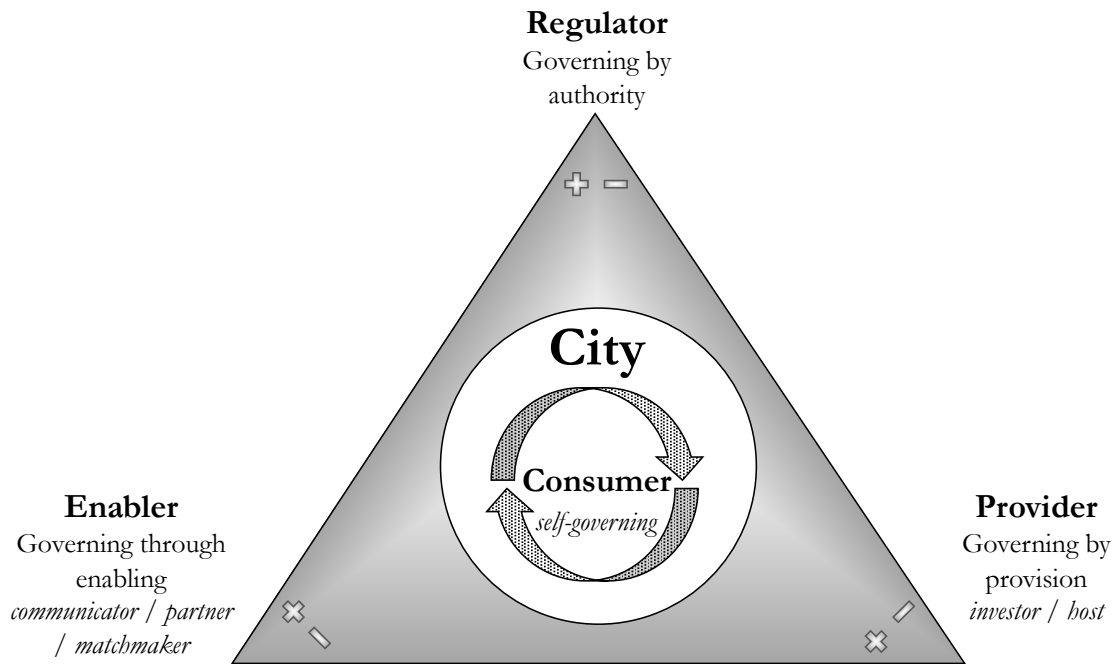 Regulator
Governing by
authority
City
Consumer
self-governing
Enabler
Governing through
enabling
communicator / partner
/ matchmaker
Provider
Governing by
provision
investor / host